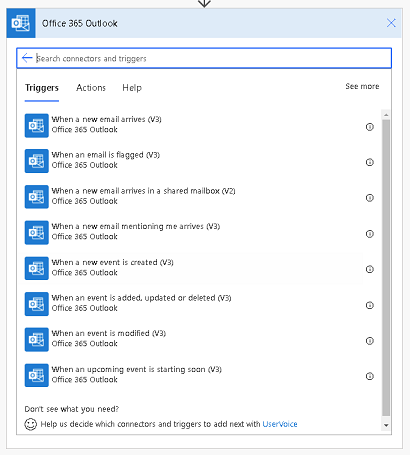 Office 365 Outlook
Search connectors and triggers
Triggers Actions Help See more
When a new email arrives (V3)
Office 365 Outlook
When an email is flagged (V3)
Office 365 Outlook
When a new email arrives in a shared mailbox (V2)
Office 365 Outlook
When a new email mentioning me arrives (V3)
Office 365 Outlook
When a new event is created (V3)
Office 365 Outlook
When an event is added, updated or deleted (V3)
Office 365 Outlook
When an event is modified (V3)
Office 365 Outlook
When an upcoming event is starting soon (V3)
Office 365 Outlook
Don't see what you need?
Help us decide which connectors and triggers to add next with UserVoice